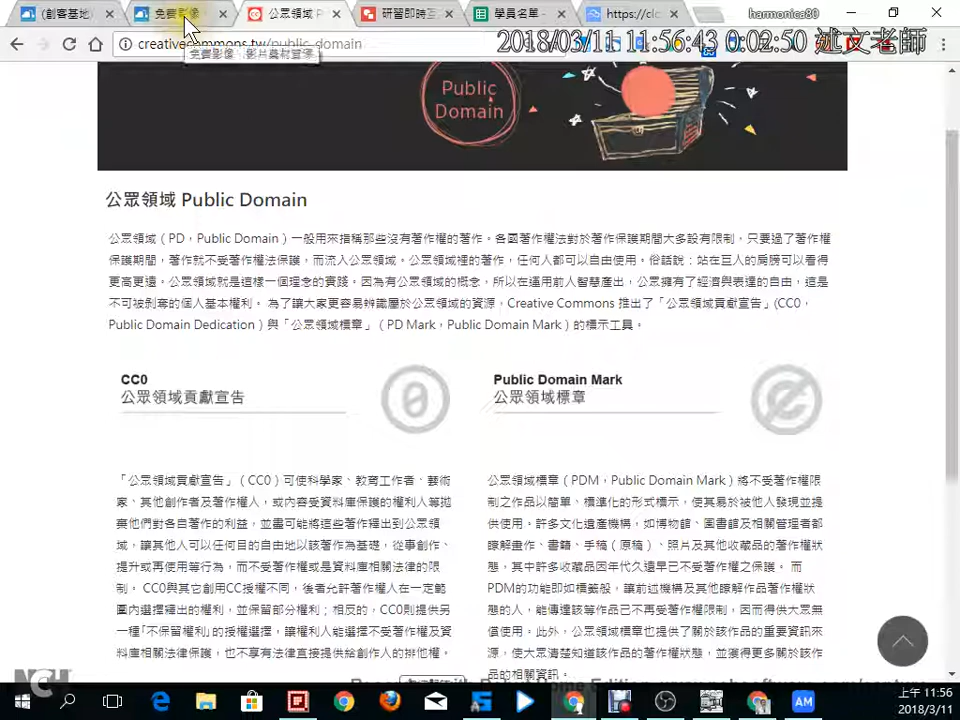 (創客基地)
免費影像
公眾領域 P
研習即時互
學員名單 -
https://clc
harmonica80
creativecommons.tw/public_domain
2018/03/11 11:56:43 0:02:50 述文老師
免費影像、影片素材資源
Public
Domain
公眾領域 Public Domain
公眾領域（PD，Public Domain）一般用來指稱那些沒有著作權的著作。各國著作權法對於著作保護期間大多設有限制，只要過了著作權
保護期間，著作就不受著作權法保護，而流入公眾領域。公眾領域裡的著作，任何人都可以自由使用。俗話說：站在巨人的肩膀可以看得
更高更遠。公眾領域就是這樣一個理念的實踐。因為有公眾領域的概念，所以在運用前人智慧產出，公眾擁有了經濟與表達的自由，這是
不可被剝奪的個人基本權利。 為了讓大家更容易辨識屬於公眾領域的資源，Creative Commons 推出了「公眾領域貢獻宣告」(CC0，
Public Domain Dedication）與「公眾領域標章」（PD Mark，Public Domain Mark）的標示工具。
CC0
公眾領域貢獻宣告
Public Domain Mark
公眾領域標章
「公眾領域貢獻宣告」（CC0）可使科學家、教育工作者、藝術
家、其他創作者及著作權人，或內容受資料庫保護的權利人等拋
棄他們對各自著作的利益，並盡可能將這些著作釋出到公眾領
域，讓其他人可以任何目的自由地以該著作為基礎，從事創作、
提升或再使用等行為，而不受著作權或是資料庫相關法律的限
制。 CC0與其它創用CC授權不同，後者允許著作權人在一定範
圍內選擇釋出的權利，並保留部分權利；相反的，CC0則提供另
一種「不保留權利」的授權選擇，讓權利人能選擇不受著作權及資
料庫相關法律保護，也不享有法律直接提供給創作人的排他權。
公眾領域標章（PDM，Public Domain Mark）將不受著作權限
制之作品以簡單、標準化的形式標示，使其易於被他人發現並提
供使用。許多文化遺產機構，如博物館、圖書館及相關管理者都
瞭解畫作、書籍、手稿（原稿）、照片及其他收藏品的著作權狀
態，其中許多收藏品因年代久遠早已不受著作權之保護。 而
PDM的功能即如標籤般，讓前述機構及其他瞭解作品著作權狀
態的人，能傳達該等作品已不再受著作權限制，因而得供大眾無
償使用。此外，公眾領域標章也提供了關於該作品的重要資訊來
源，使大眾清楚知道該作品的著作權狀態，並獲得更多關於該作
品的相關資訊。
NCH
上午 11:56
2018/3/11